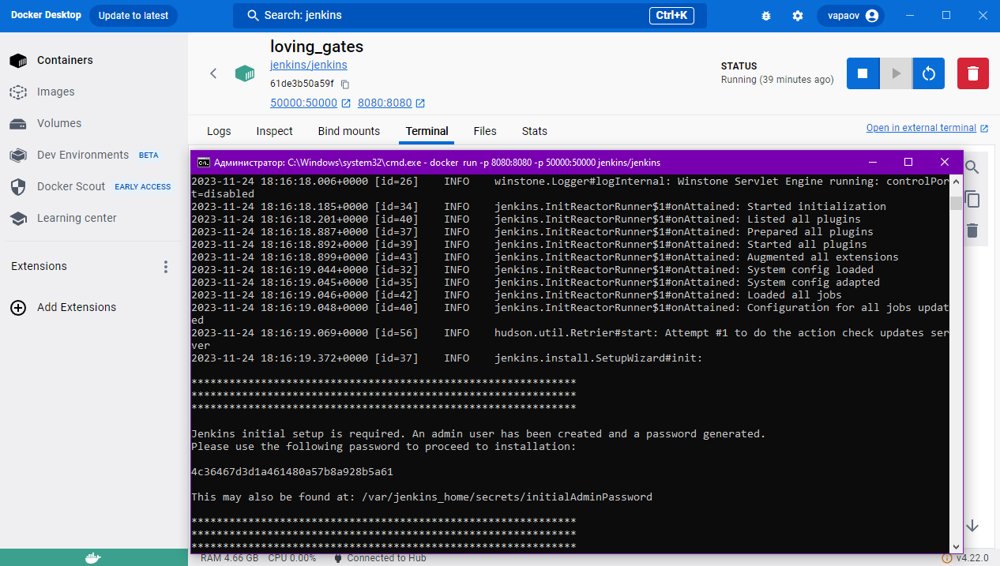 Docker Desktop Update to latest Search: jenkins Ctrl+K vapaov
Containers
Images
Volumes
Dev Environments BETA
Docker Scout EARLY ACCESS
Learning center
Extensions
Add Extensions
loving_gates
jenkins/jenkins
61de3b50a59f
50000:50000 8080:8080
STATUS
Running (39 minutes ago)
Logs Inspect Bind mounts Terminal Files Stats
Open in external terminal
C:\. Администратор: C:\Windows\system32\cmd.exe - docker run -p 8080:8080 -p 50000:50000 jenkins/jenkins
2023-11-24 18:16:18.006+0000 [id=26] INFO winstone.Logger#logInternal: Winstone Servlet Engine running: controlPor
t=disabled
2023-11-24 18:16:18.185+0000 [id=34] INFO jenkins.InitReactorRunner$1#onAttained: Started initialization
2023-11-24 18:16:18.201+0000 [id=40] INFO jenkins.InitReactorRunner$1#onAttained: Listed all plugins
2023-11-24 18:16:18.887+0000 [id=37] INFO jenkins.InitReactorRunner$1#onAttained: Prepared all plugins
2023-11-24 18:16:18.892+0000 [id=39] INFO jenkins.InitReactorRunner$1#onAttained: Started all plugins
2023-11-24 18:16:18.899+0000 [id=43] INFO jenkins.InitReactorRunner$1#onAttained: Augmented all extensions
2023-11-24 18:16:19.044+0000 [id=32] INFO jenkins.InitReactorRunner$1#onAttained: System config loaded
2023-11-24 18:16:19.045+0000 [id=35] INFO jenkins.InitReactorRunner$1#onAttained: System config adapted
2023-11-24 18:16:19.046+0000 [id=42] INFO jenkins.InitReactorRunner$1#onAttained: Loaded all jobs
2023-11-24 18:16:19.048+0000 [id=40] INFO jenkins.InitReactorRunner$1#onAttained: Configuration for all jobs updat
ed
2023-11-24 18:16:19.069+0000 [id=56] INFO hudson.util.Retrier#start: Attempt #1 to do the action check updates ser
ver
2023-11-24 18:16:19.372+0000 [id=37] INFO jenkins.install.SetupWizard#init:
*************************************************************
*************************************************************
*************************************************************
Jenkins initial setup is required. An admin user has been created and a password generated.
Please use the following password to proceed to installation:
4c36467d3d1a461480a57b8a928b5a61
This may also be found at: /var/jenkins_home/secrets/initialAdminPassword
*************************************************************
*************************************************************
*************************************************************
RAM 4.66 GB CPU 0.00% Connected to Hub v4.22.0